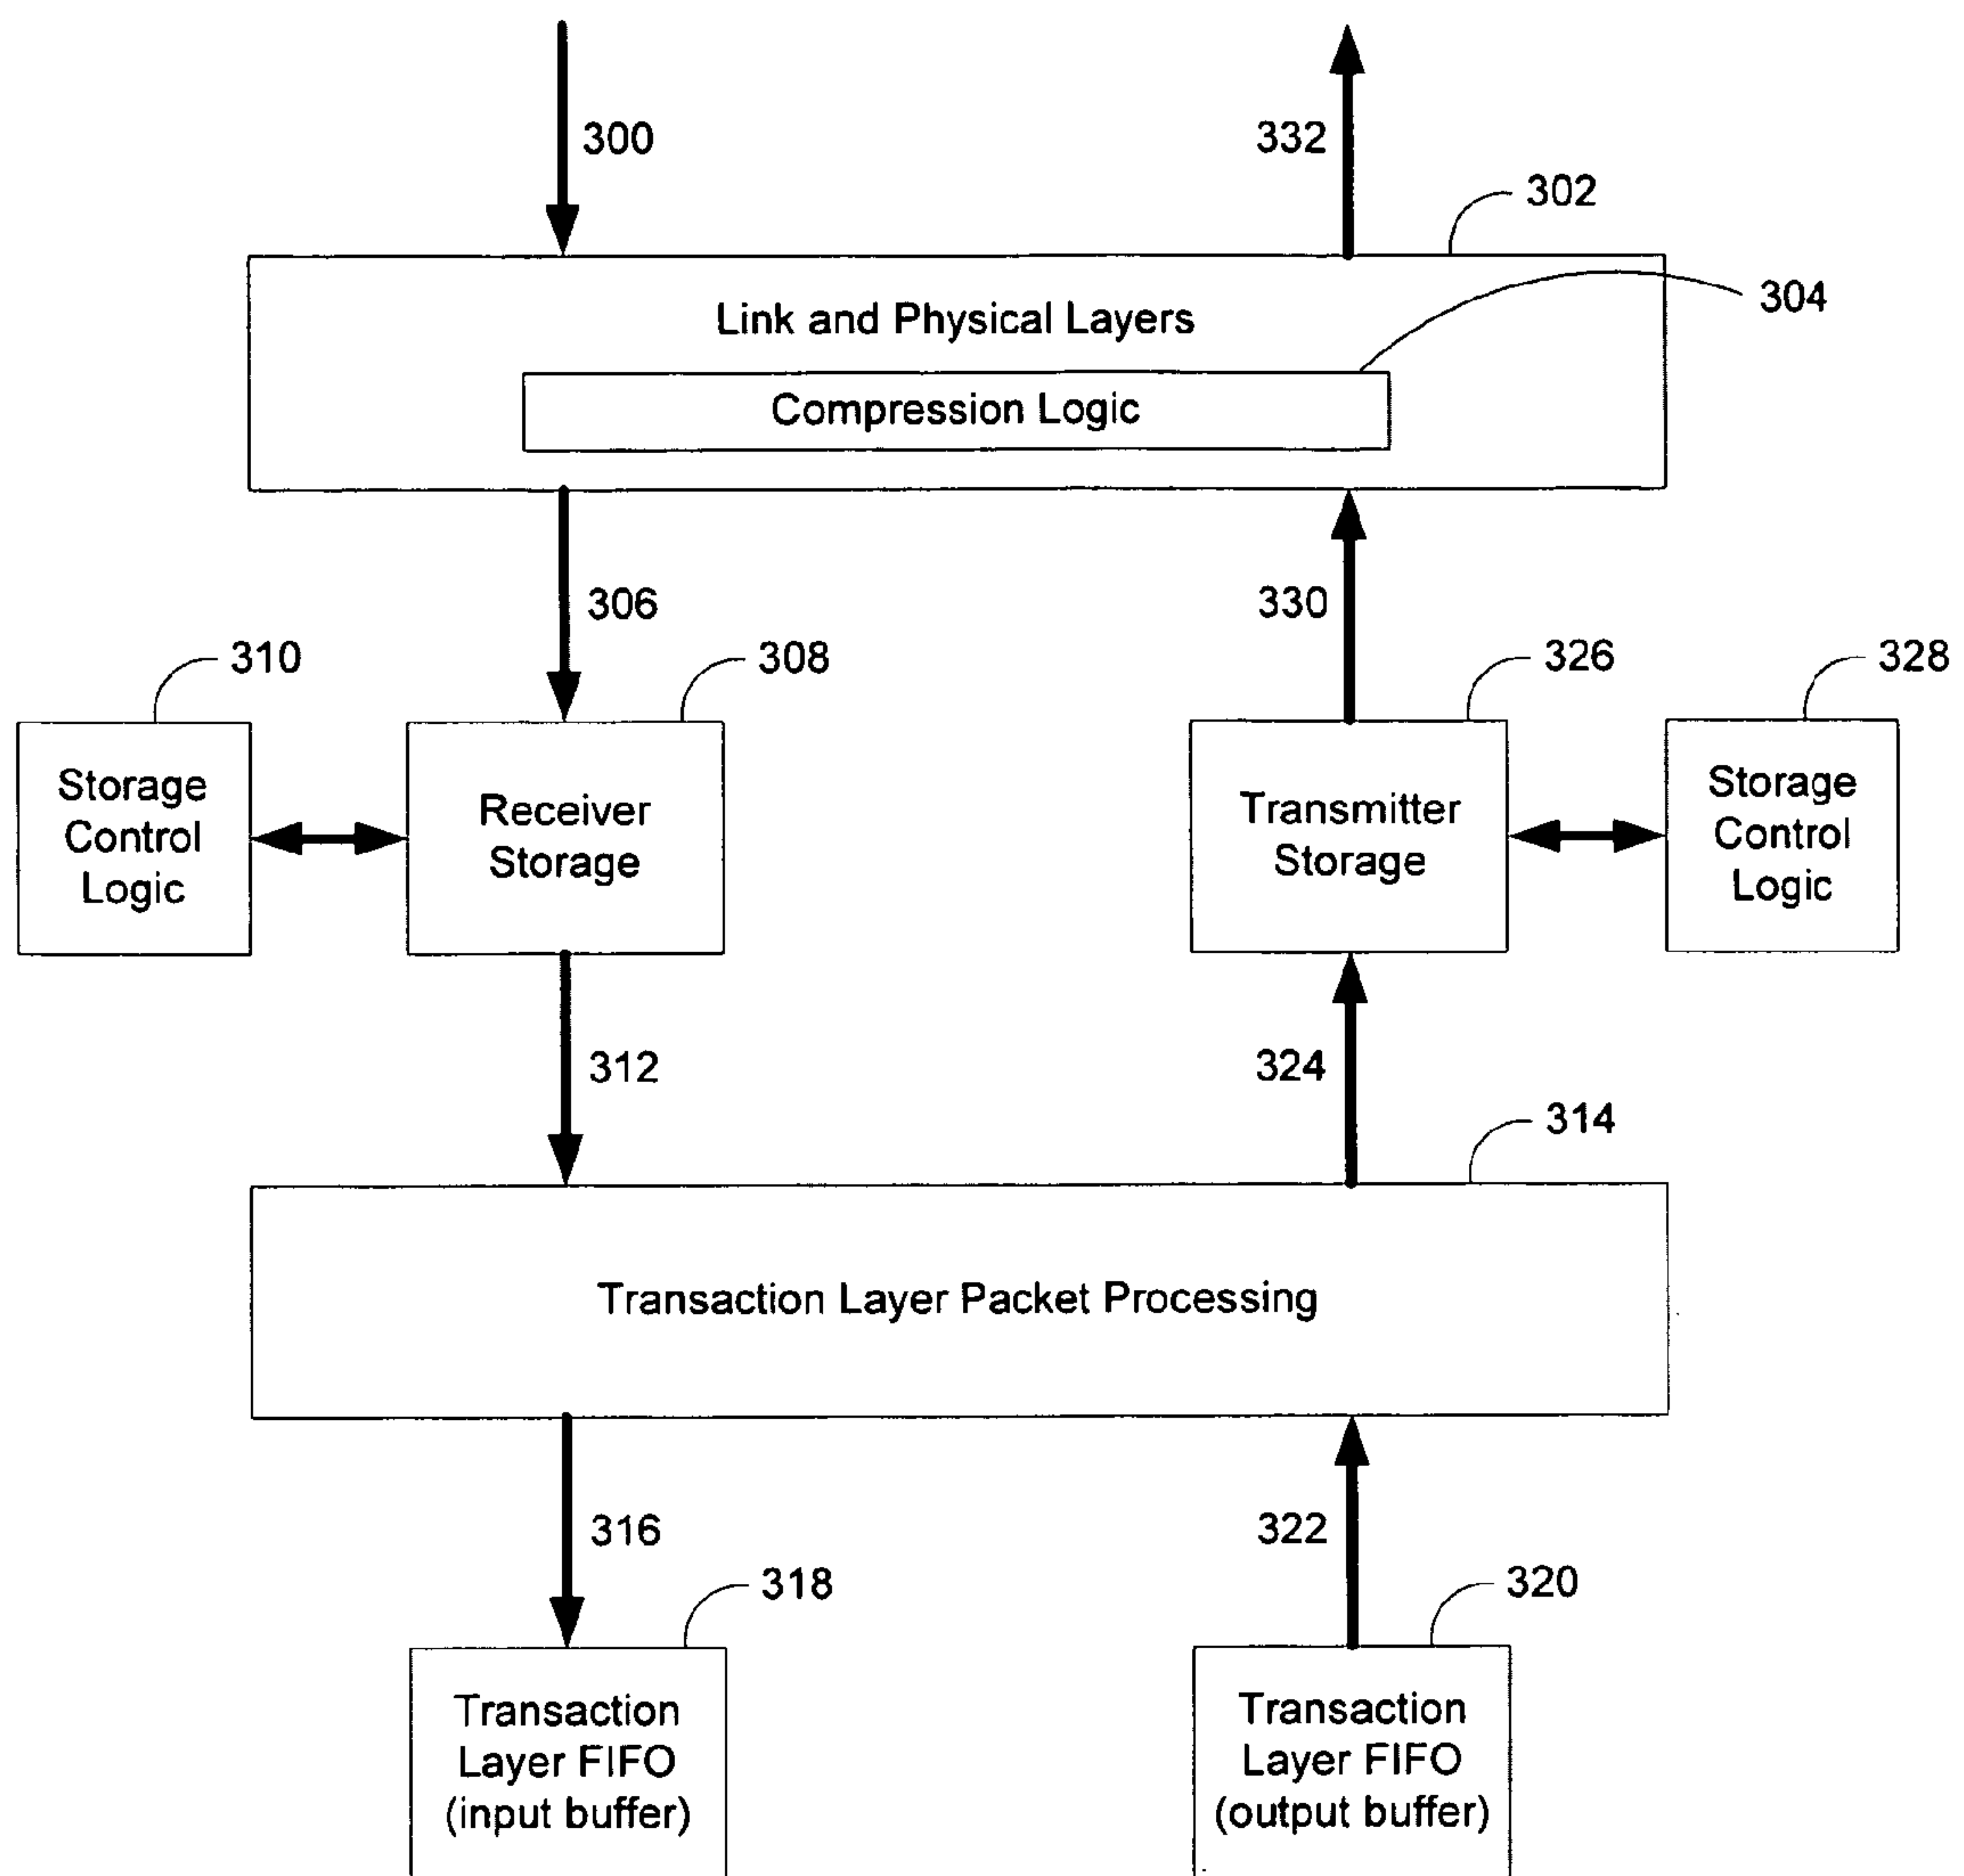 300
332
302
304
Link and Physical Layers
Compression Logic
306
330
310
308
326
328
Storage
Control
Logic
Receiver
Storage
Transmitter
Storage
Storage
Control
Logic
312
324
314
Transaction Layer Packet Processing
316
322
318
320
Transaction
Layer FIFO
(input buffer)
Transaction
Layer FIFO
(output buffer)